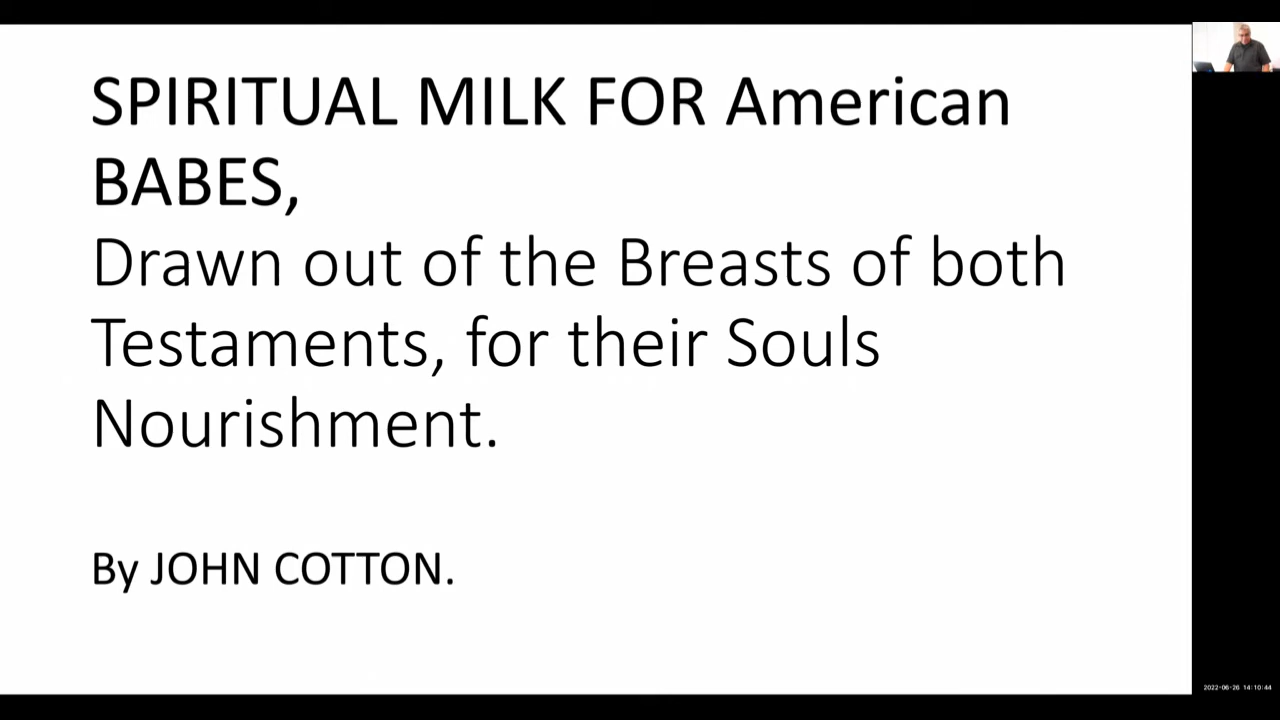 SPIRITUAL MILK FOR American
BABES,
Drawn out of the Breasts of both
Testaments, for their Souls
Nourishment.
By JOHN COTTON.
2022-06-26 14:10:44